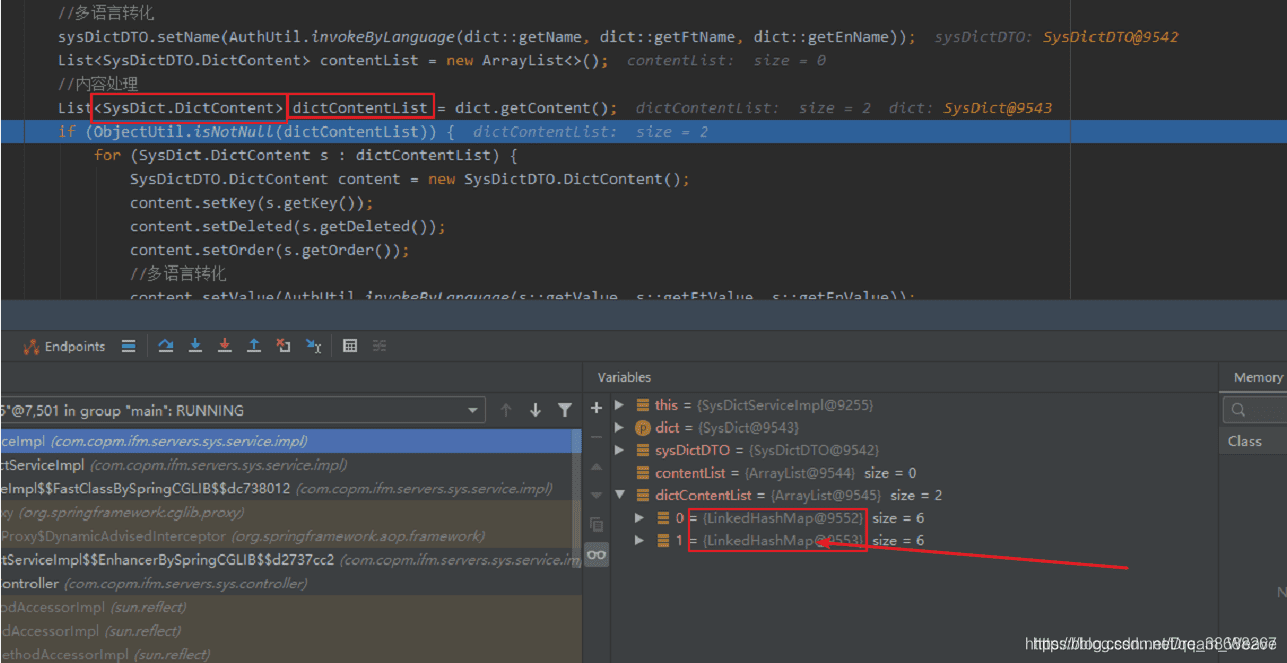 //多语言转化
sysDictDTO.setName(AuthUtil.invokeByLanguage(dict::getName, dict::getFtName, dict::getEnName)); sysDictDTO: SysDictDTO@9542
List<SysDictDTO.DictContent> contentList = new ArrayList<>(); contentList: size = 0
//内容处理
List<SysDict.DictContent> dictContentList = dict.getContent(); dictContentList: size = 2 dict: SysDict@9543
if (ObjectUtil.isNotNull(dictContentList)) { dictContentList: size = 2
for (SysDict.DictContent s : dictContentList) {
SysDictDTO.DictContent content = new SysDictDTO.DictContent();
content.setKey(s.getKey());
content.setDeleted(s.getDeleted());
content.setOrder(s.getOrder());
//多语言转化
content.setValue(AuthUtil.invokeByLanguage(s::getValue, s::getFtValue, s::getEnValue));
Endpoints
Variables
Memory
5"@7,501 in group "main": RUNNING
ceImpl (com.copm.ifm.servers.sys.service.impl)
ctServiceImpl (com.copm.ifm.servers.sys.service.impl)
eImpl$$FastClassBySpringCGLIB$$dc738012 (com.copm.ifm.servers.sys.service.impl)
xy (org.springframework.cglib.proxy)
Proxy$DynamicAdvisedInterceptor (org.springframework.aop.framework)
ctServiceImpl$$EnhancerBySpringCGLIB$$d2737cc2 (com.copm.ifm.servers.sys.service.im
Controller (com.copm.ifm.servers.sys.controller)
odAccessorImpl (sun.reflect)
dAccessorImpl (sun.reflect)
ethodAccessorImpl (sun.reflect)
this = {SysDictServiceImpl@9255}
dict = {SysDict@9543}
sysDictDTO = {SysDictDTO@9542}
contentList = {ArrayList@9544} size = 0
dictContentList = {ArrayList@9545} size = 2
0 = {LinkedHashMap@9552} size = 6
1 = {LinkedHashMap@9553} size = 6
Class
N